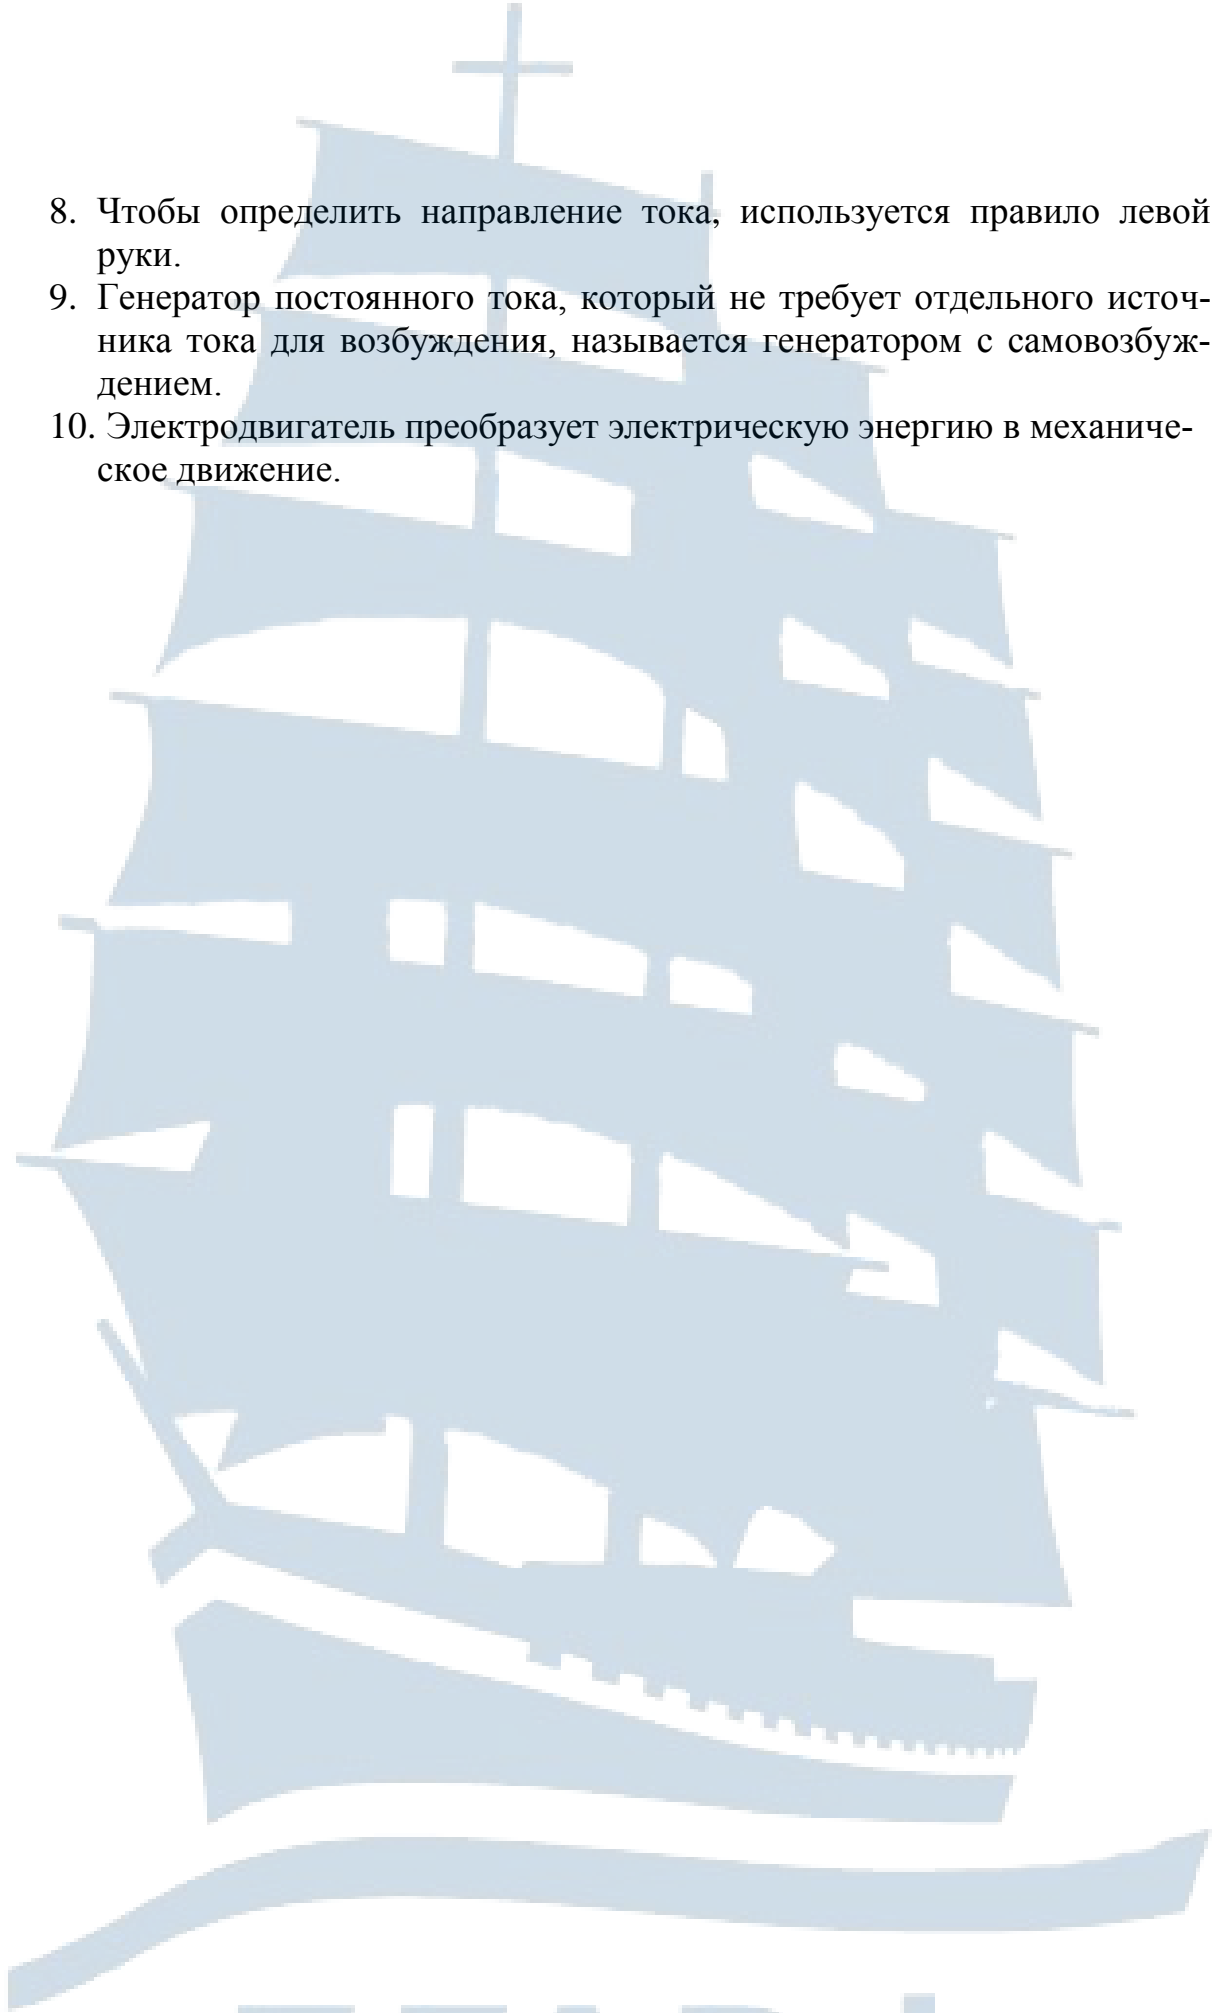 8. Чтобы определить направление тока, используется правило левой
руки.
9. Генератор постоянного тока, который не требует отдельного источ-
ника тока для возбуждения, называется генератором с самовозбуж-
дением.
10. Электродвигатель преобразует электрическую энергию в механиче-
ское движение.